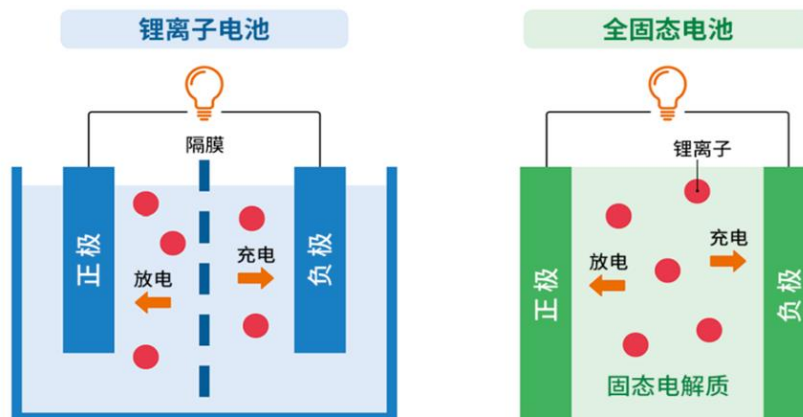 锂离子电池
隔膜
正极
负极
放电
充电
全固态电池
锂离子
正极
负极
放电
充电
固态电解质